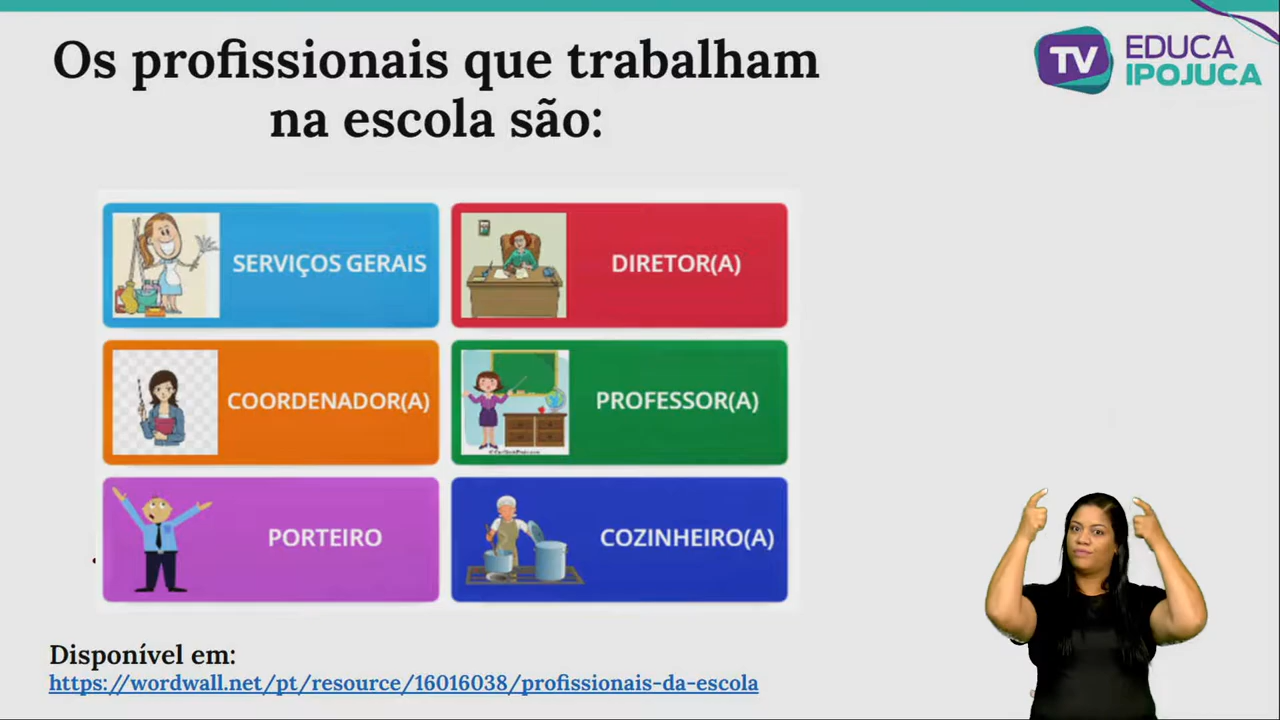 Os profissionais que trabalham
na escola são:
TV EDUCA
IPOJUCA
SERVIÇOS GERAIS
DIRETOR(A)
COORDENADOR(A)
PROFESSOR(A)
PORTEIRO
COZINHEIRO(A)
Disponível em:
https://wordwall.net/pt/resource/16016038/profissionais-da-escola